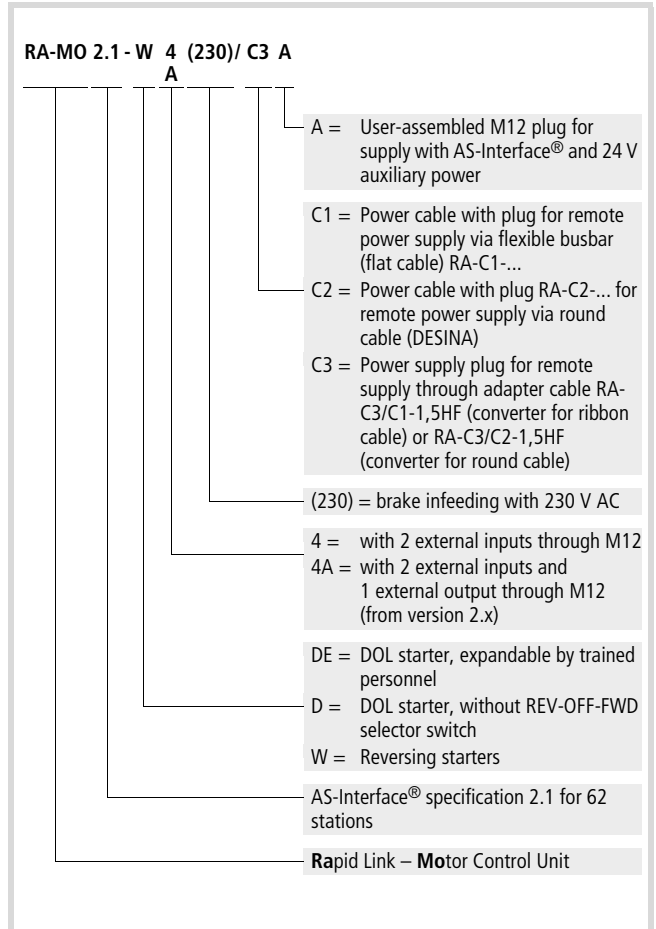 RA-MO 2.1 - W 4 (230)/ C3 A
A
A = User-assembled M12 plug for
supply with AS-Interface® and 24 V
auxiliary power
C1 = Power cable with plug for remote
power supply via flexible busbar
(flat cable) RA-C1-...
C2 = Power cable with plug RA-C2-... for
remote power supply via round
cable (DESINA)
C3 = Power supply plug for remote
supply through adapter cable RA-
C3/C1-1,5HF (converter for ribbon
cable) or RA-C3/C2-1,5HF
(converter for round cable)
(230) = brake infeeding with 230 V AC
4 = with 2 external inputs through M12
4A = with 2 external inputs and
1 external output through M12
(from version 2.x)
DE = DOL starter, expandable by trained
personnel
D = DOL starter, without REV-OFF-FWD
selector switch
W = Reversing starters
AS-Interface® specification 2.1 for 62
stations
Rapid Link – Motor Control Unit